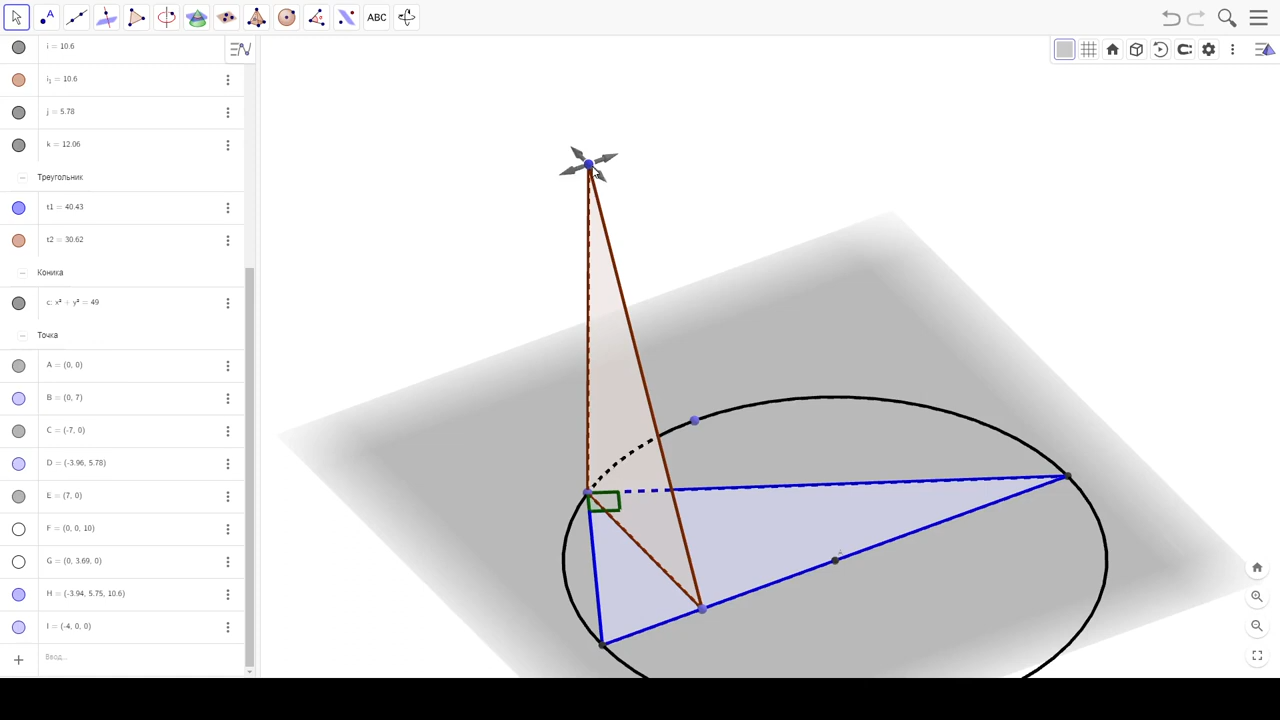 ABC
i = 10.6
i₁ = 10.6
j = 5.78
k = 12.06
Треугольник
t1 = 40.43
t2 = 30.62
Коника
c: x² + y² = 49
Точка
A = (0, 0)
B = (0, 7)
C = (-7, 0)
D = (-3.96, 5.78)
E = (7, 0)
F = (0, 0, 10)
G = (0, 3.69, 0)
H = (-3.94, 5.75, 10.6)
I = (-4, 0, 0)
Ввод...